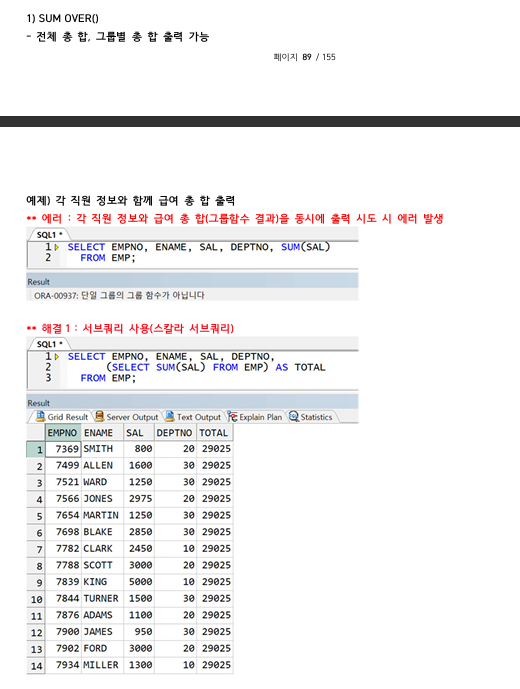 1) SUM OVER()
- 전체 총 합, 그룹별 총 합 출력 가능
페이지 89 / 155
예제) 각 직원 정보와 함께 급여 총 합 출력
** 에러 : 각 직원 정보와 급여 총 합(그룹함수 결과)을 동시에 출력 시도 시 에러 발생
SQL1 *
1 SELECT EMPNO, ENAME, SAL, DEPTNO, SUM(SAL)
2 FROM EMP;
Result
ORA-00937: 단일 그룹의 그룹 함수가 아닙니다
** 해결1 : 서브쿼리 사용(스칼라 서브쿼리)
SQL1 *
1 SELECT EMPNO, ENAME, SAL, DEPTNO,
2 (SELECT SUM(SAL) FROM EMP) AS TOTAL
3 FROM EMP;
Result
Grid Result Server Output Text Output Explain Plan Statistics
EMPNO ENAME SAL DEPTNO TOTAL
1 7369 SMITH 800 20 29025
2 7499 ALLEN 1600 30 29025
3 7521 WARD 1250 30 29025
4 7566 JONES 2975 20 29025
5 7654 MARTIN 1250 30 29025
6 7698 BLAKE 2850 30 29025
7 7782 CLARK 2450 10 29025
8 7788 SCOTT 3000 20 29025
9 7839 KING 5000 10 29025
10 7844 TURNER 1500 30 29025
11 7876 ADAMS 1100 20 29025
12 7900 JAMES 950 30 29025
13 7902 FORD 3000 20 29025
14 7934 MILLER 1300 10 29025